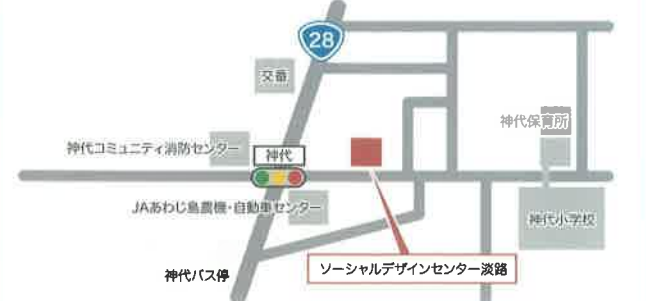 28
交番
神代保育所
神代コミュニティ消防センター
神代
JAあわじ島農機・自動車センター
神代小学校
神代バス停
ソーシャルデザインセンター淡路